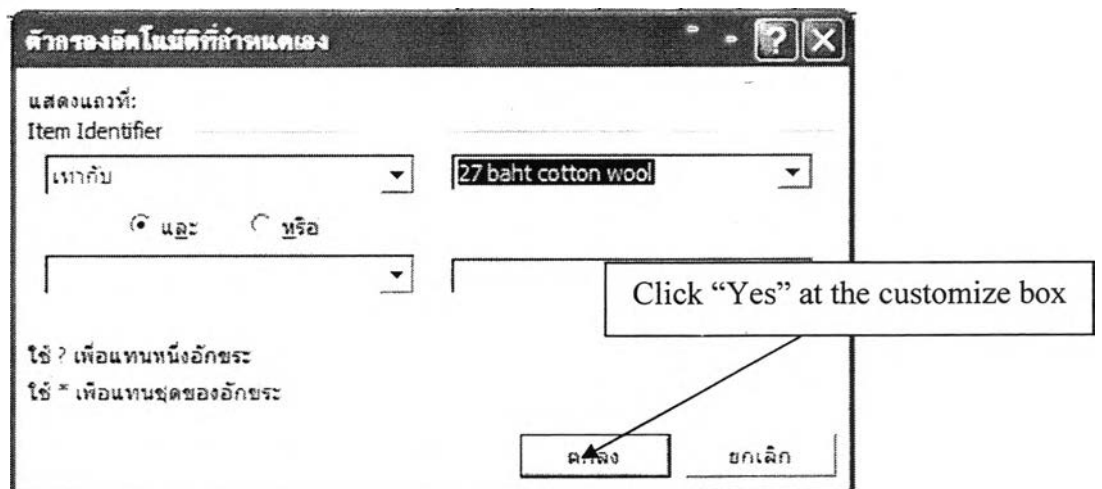 ตัวกรองอัตโนมัติที่กำหนดเอง
แสดงแถวที่:
Item Identifier
เท่ากับ 27 baht cotton wool
และ หรือ
Click “Yes” at the customize box
ใช้ ? เพื่อแทนหนึ่งอักขระ
ใช้ * เพื่อแทนชุดของอักขระ
ตกลง ยกเลิก